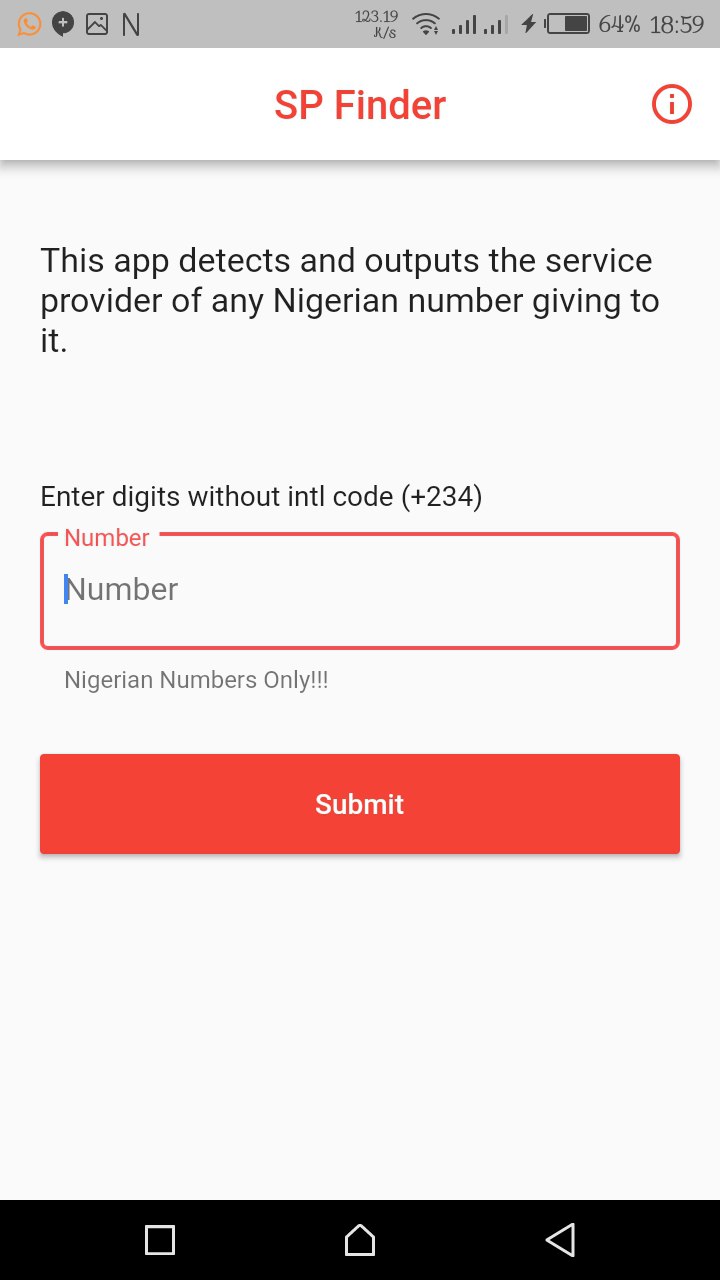 123.19
K/s
64% 18:59
SP Finder
This app detects and outputs the service
provider of any Nigerian number giving to
it.
Enter digits without intl code (+234)
Number
Number
Nigerian Numbers Only!!!
Submit